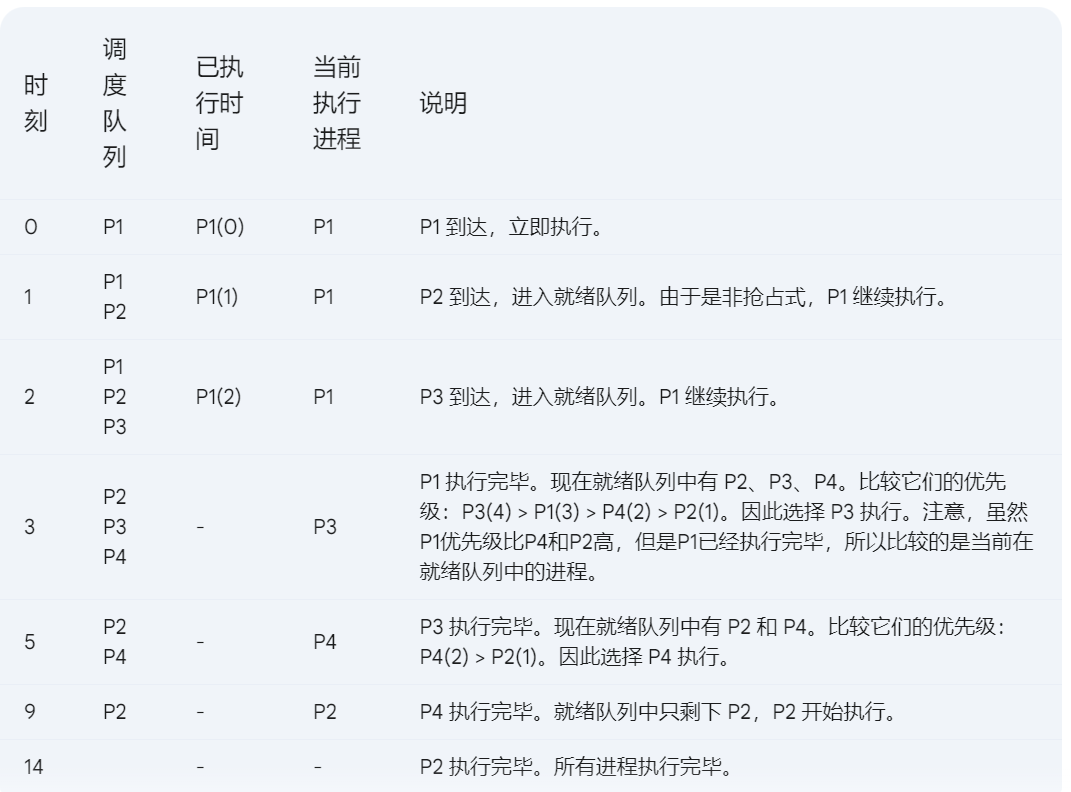 时刻 调度队列 已执行时间 当前执行进程 说明
0 P1 P1(0) P1 P1 到达，立即执行。
1 P1 P2 P1(1) P1 P2 到达，进入就绪队列。由于是非抢占式，P1 继续执行。
2 P1 P2 P3 P1(2) P1 P3 到达，进入就绪队列。P1 继续执行。
3 P2 P3 P4 - P3 P1 执行完毕。现在就绪队列中有 P2、P3、P4。比较它们的优先
级：P3(4) > P1(3) > P4(2) > P2(1)。因此选择 P3 执行。注意，虽然
P1优先级比P4和P2高，但是P1已经执行完毕，所以比较的是当前在
就绪队列中的进程。
5 P2 P4 - P4 P3 执行完毕。现在就绪队列中有 P2 和 P4。比较它们的优先级：
P4(2) > P2(1)。因此选择 P4 执行。
9 P2 - P2 P4 执行完毕。就绪队列中只剩下 P2，P2 开始执行。
14 - - P2 执行完毕。所有进程执行完毕。